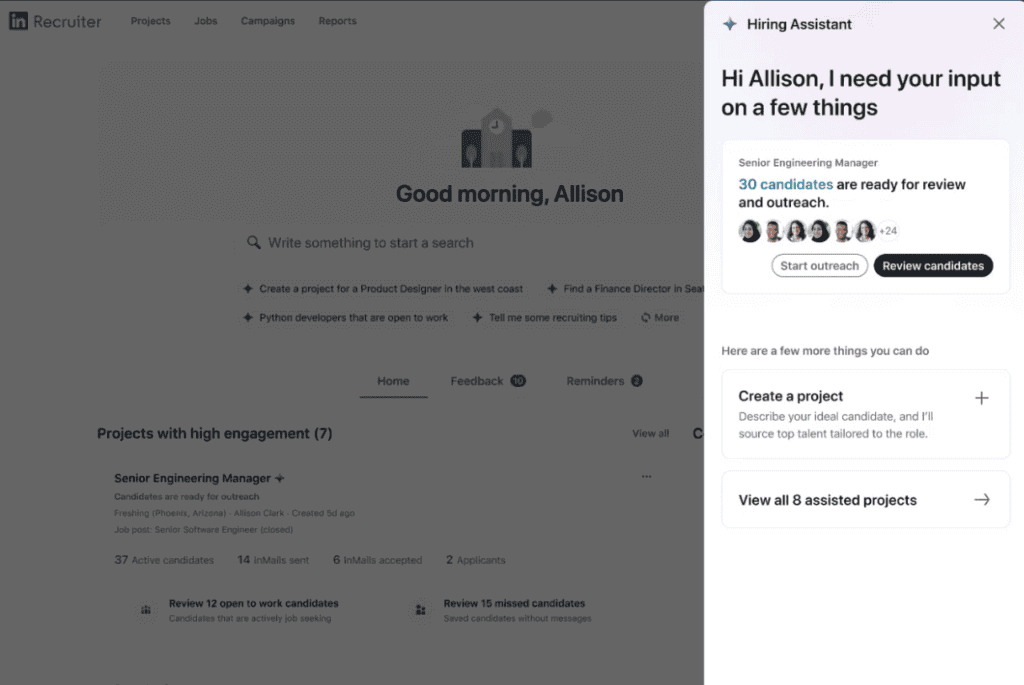 in Recruiter
Projects
Jobs
Campaigns
Reports
Good morning, Allison
Write something to start a search
Create a project for a Product Designer in the west coast
Find a Finance Director in Sea
Python developers that are open to work
Tell me some recruiting tips
More
Home
Feedback 10
Reminders 2
Projects with high engagement (7)
View all
C
Senior Engineering Manager
...
Candidates are ready for outreach
Freshing (Phoenix, Arizona) · Allison Clark · Created 5d ago
Job post: Senior Software Engineer (closed)
37 Active candidates
14 InMails sent
6 InMails accepted
2 Applicants
Review 12 open to work candidates
Candidates that are actively job seeking
Review 15 missed candidates
Saved candidates without messages
Hiring Assistant
Hi Allison, I need your input
on a few things
Senior Engineering Manager
30 candidates are ready for review
and outreach.
+24
Start outreach
Review candidates
Here are a few more things you can do
Create a project
Describe your ideal candidate, and I'll
source top talent tailored to the role.
View all 8 assisted projects